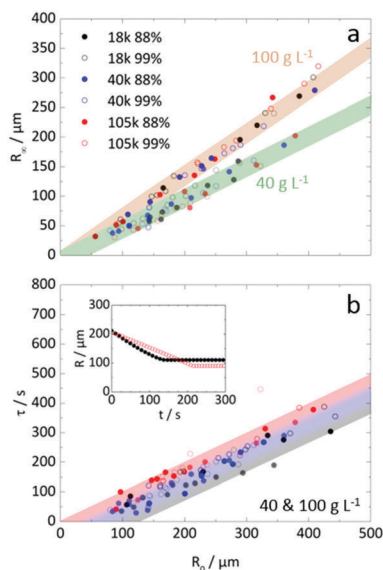 400
350
300
250
200
150
100
50
0
R∞ / μm
a
18k 88%
18k 99%
40k 88%
40k 99%
105k 88%
105k 99%
100 g L⁻¹
40 g L⁻¹
b
800
700
600
500
400
300
200
100
0
τ / s
300
200
100
0
R / μm
0 100 200 300
t / s
40 & 100 g L⁻¹
0 100 200 300 400 500
R₀ / μm